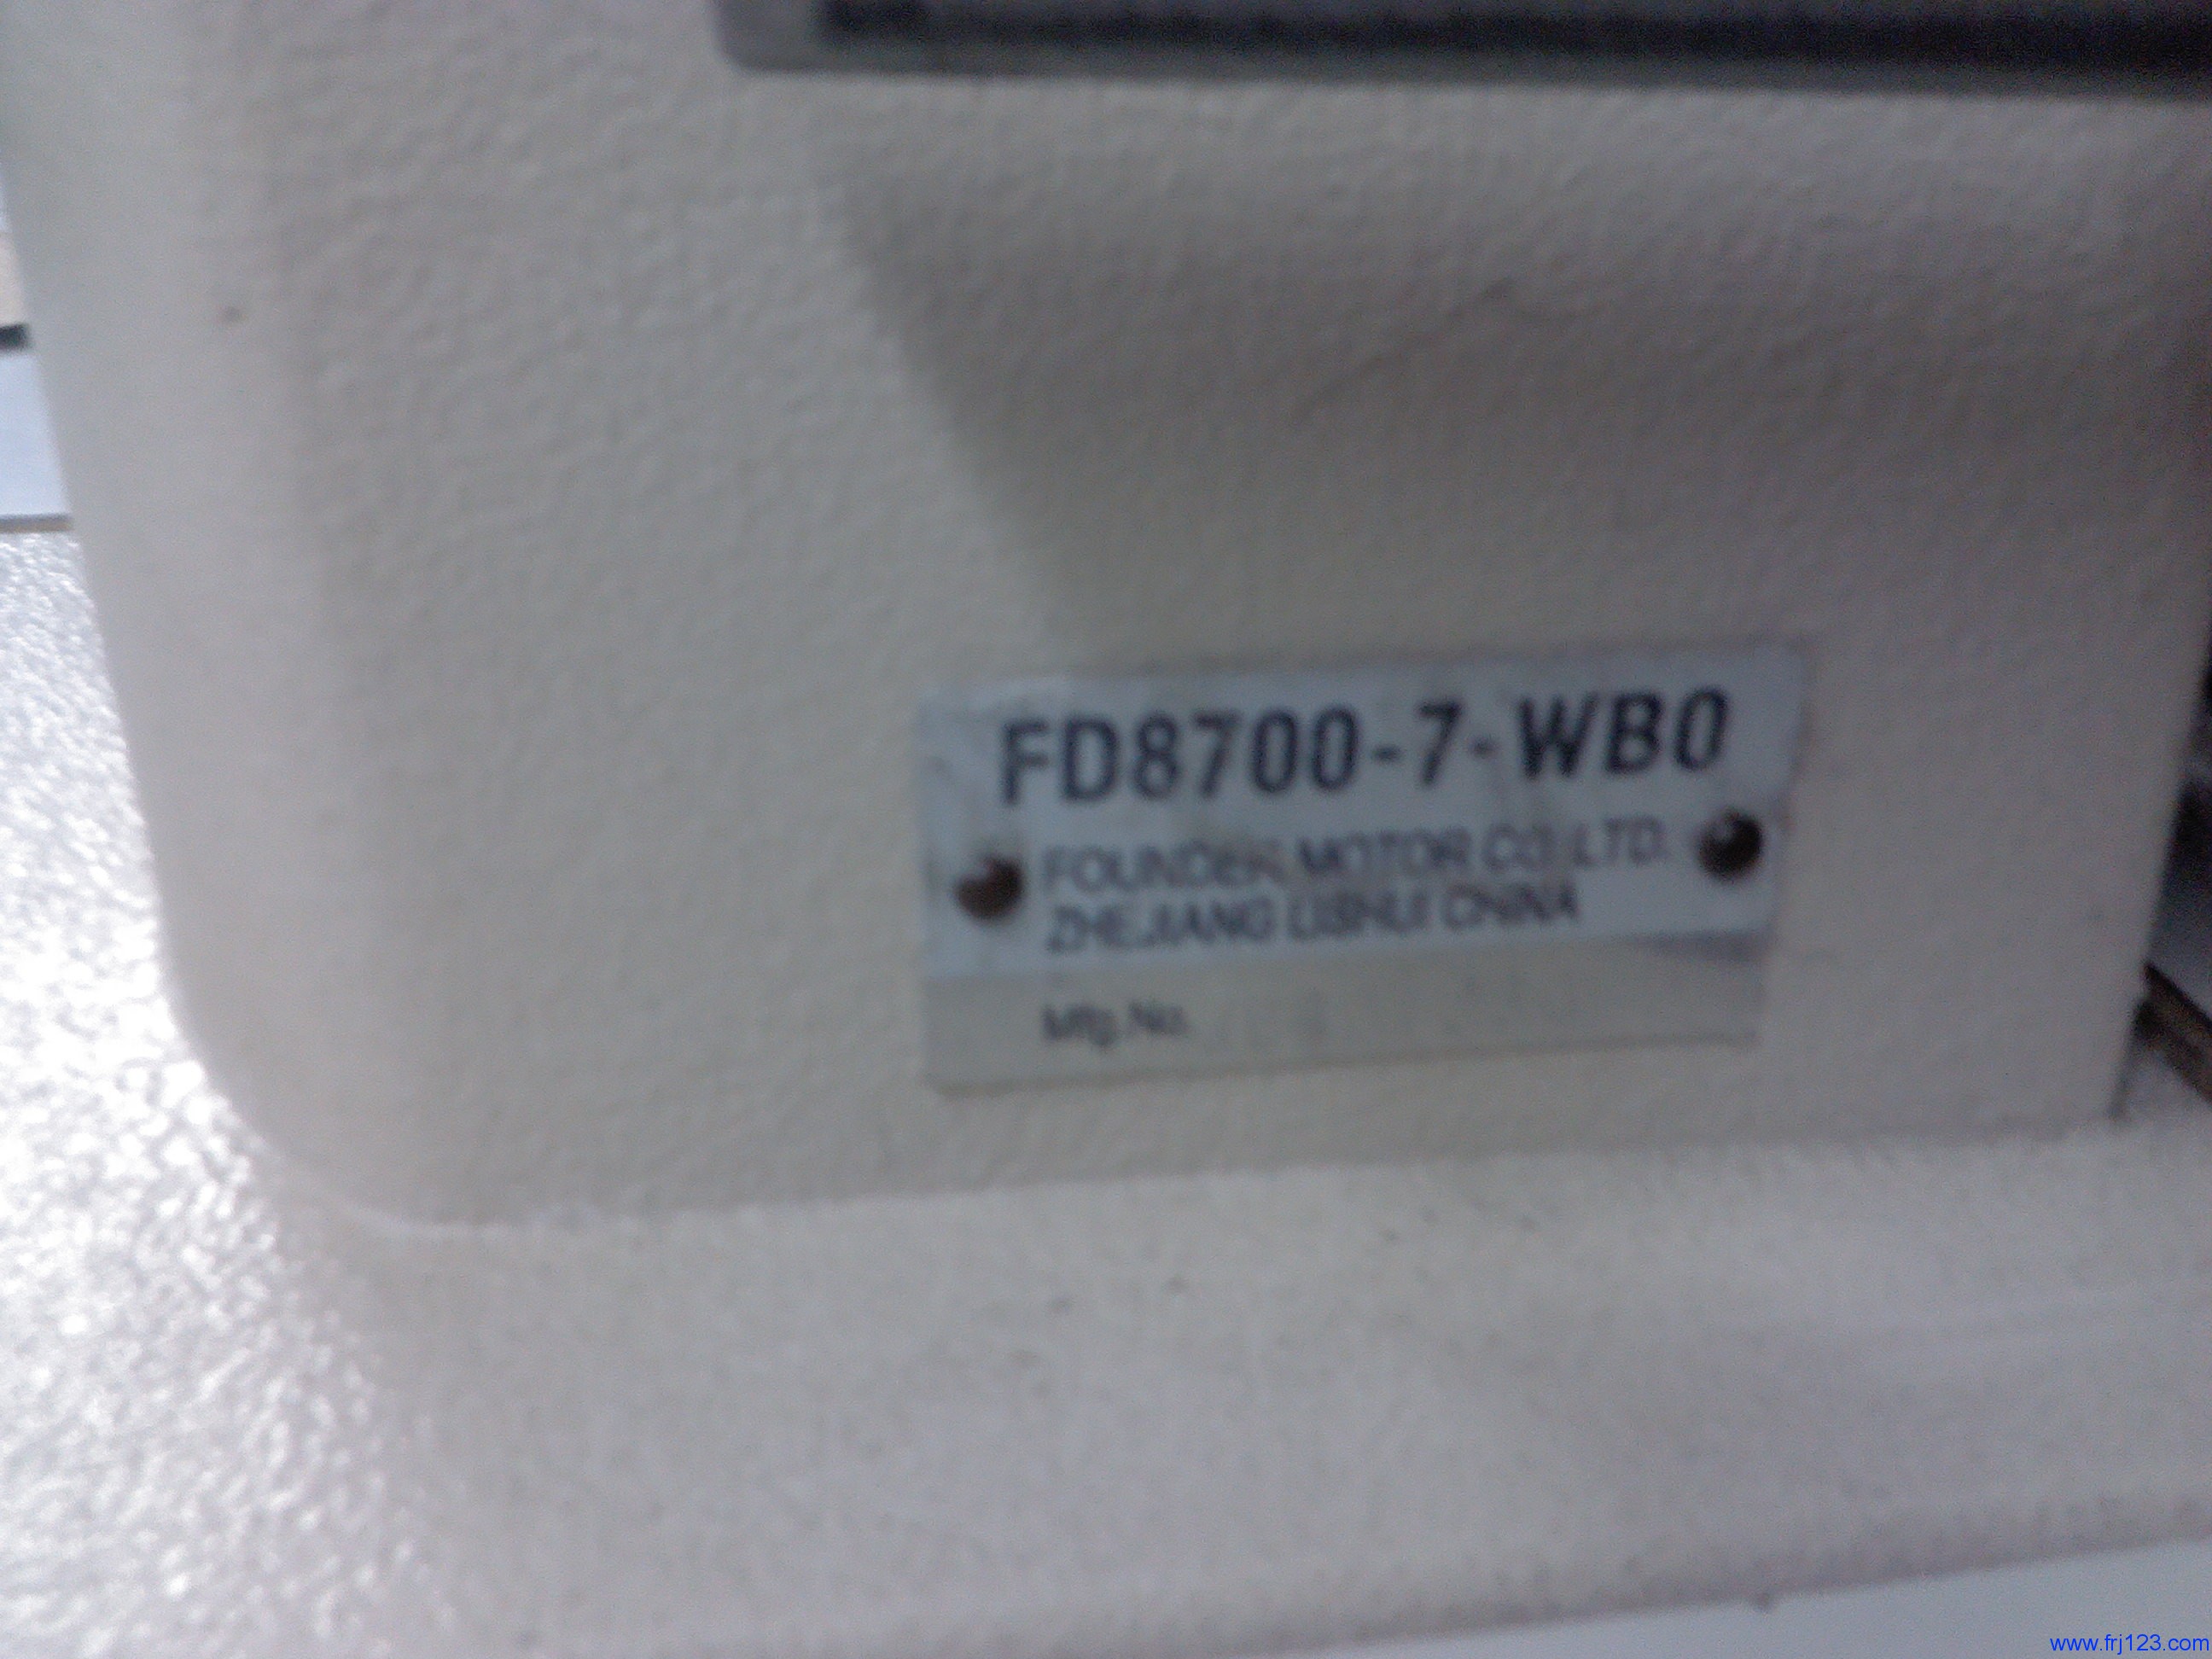 FD8700-7-WB0
FOUNDER MOTOR CO LTD.
ZHEJIANG LISHUI CHINA
Mfg.No.
www.frj123.com